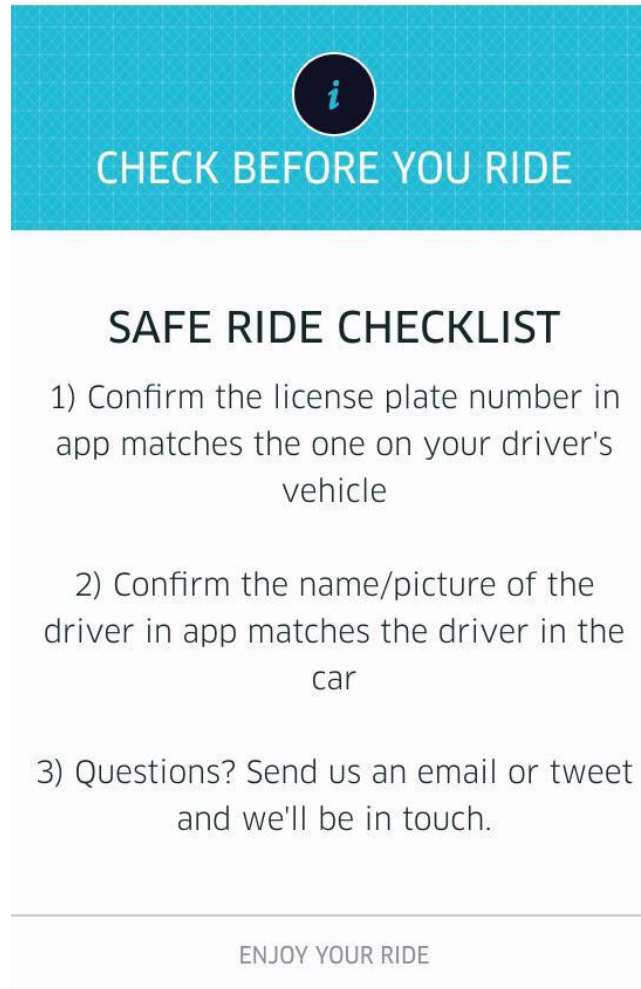 i
CHECK BEFORE YOU RIDE
SAFE RIDE CHECKLIST
1) Confirm the license plate number in
app matches the one on your driver's
vehicle
2) Confirm the name/picture of the
driver in app matches the driver in the
car
3) Questions? Send us an email or tweet
and we'll be in touch.
ENJOY YOUR RIDE